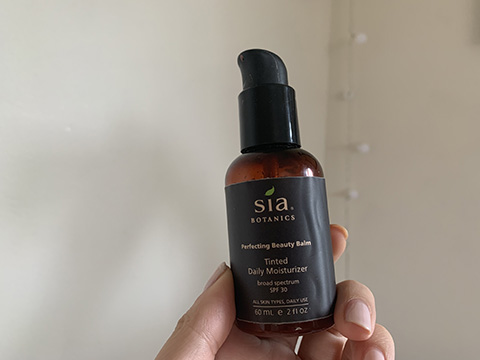 sia®
BOTANICS
Perfecting Beauty Balm
Tinted
Daily Moisturizer
broad spectrum
SPF 30
ALL SKIN TYPES, DAILY USE
60 mL e 2 fl oz